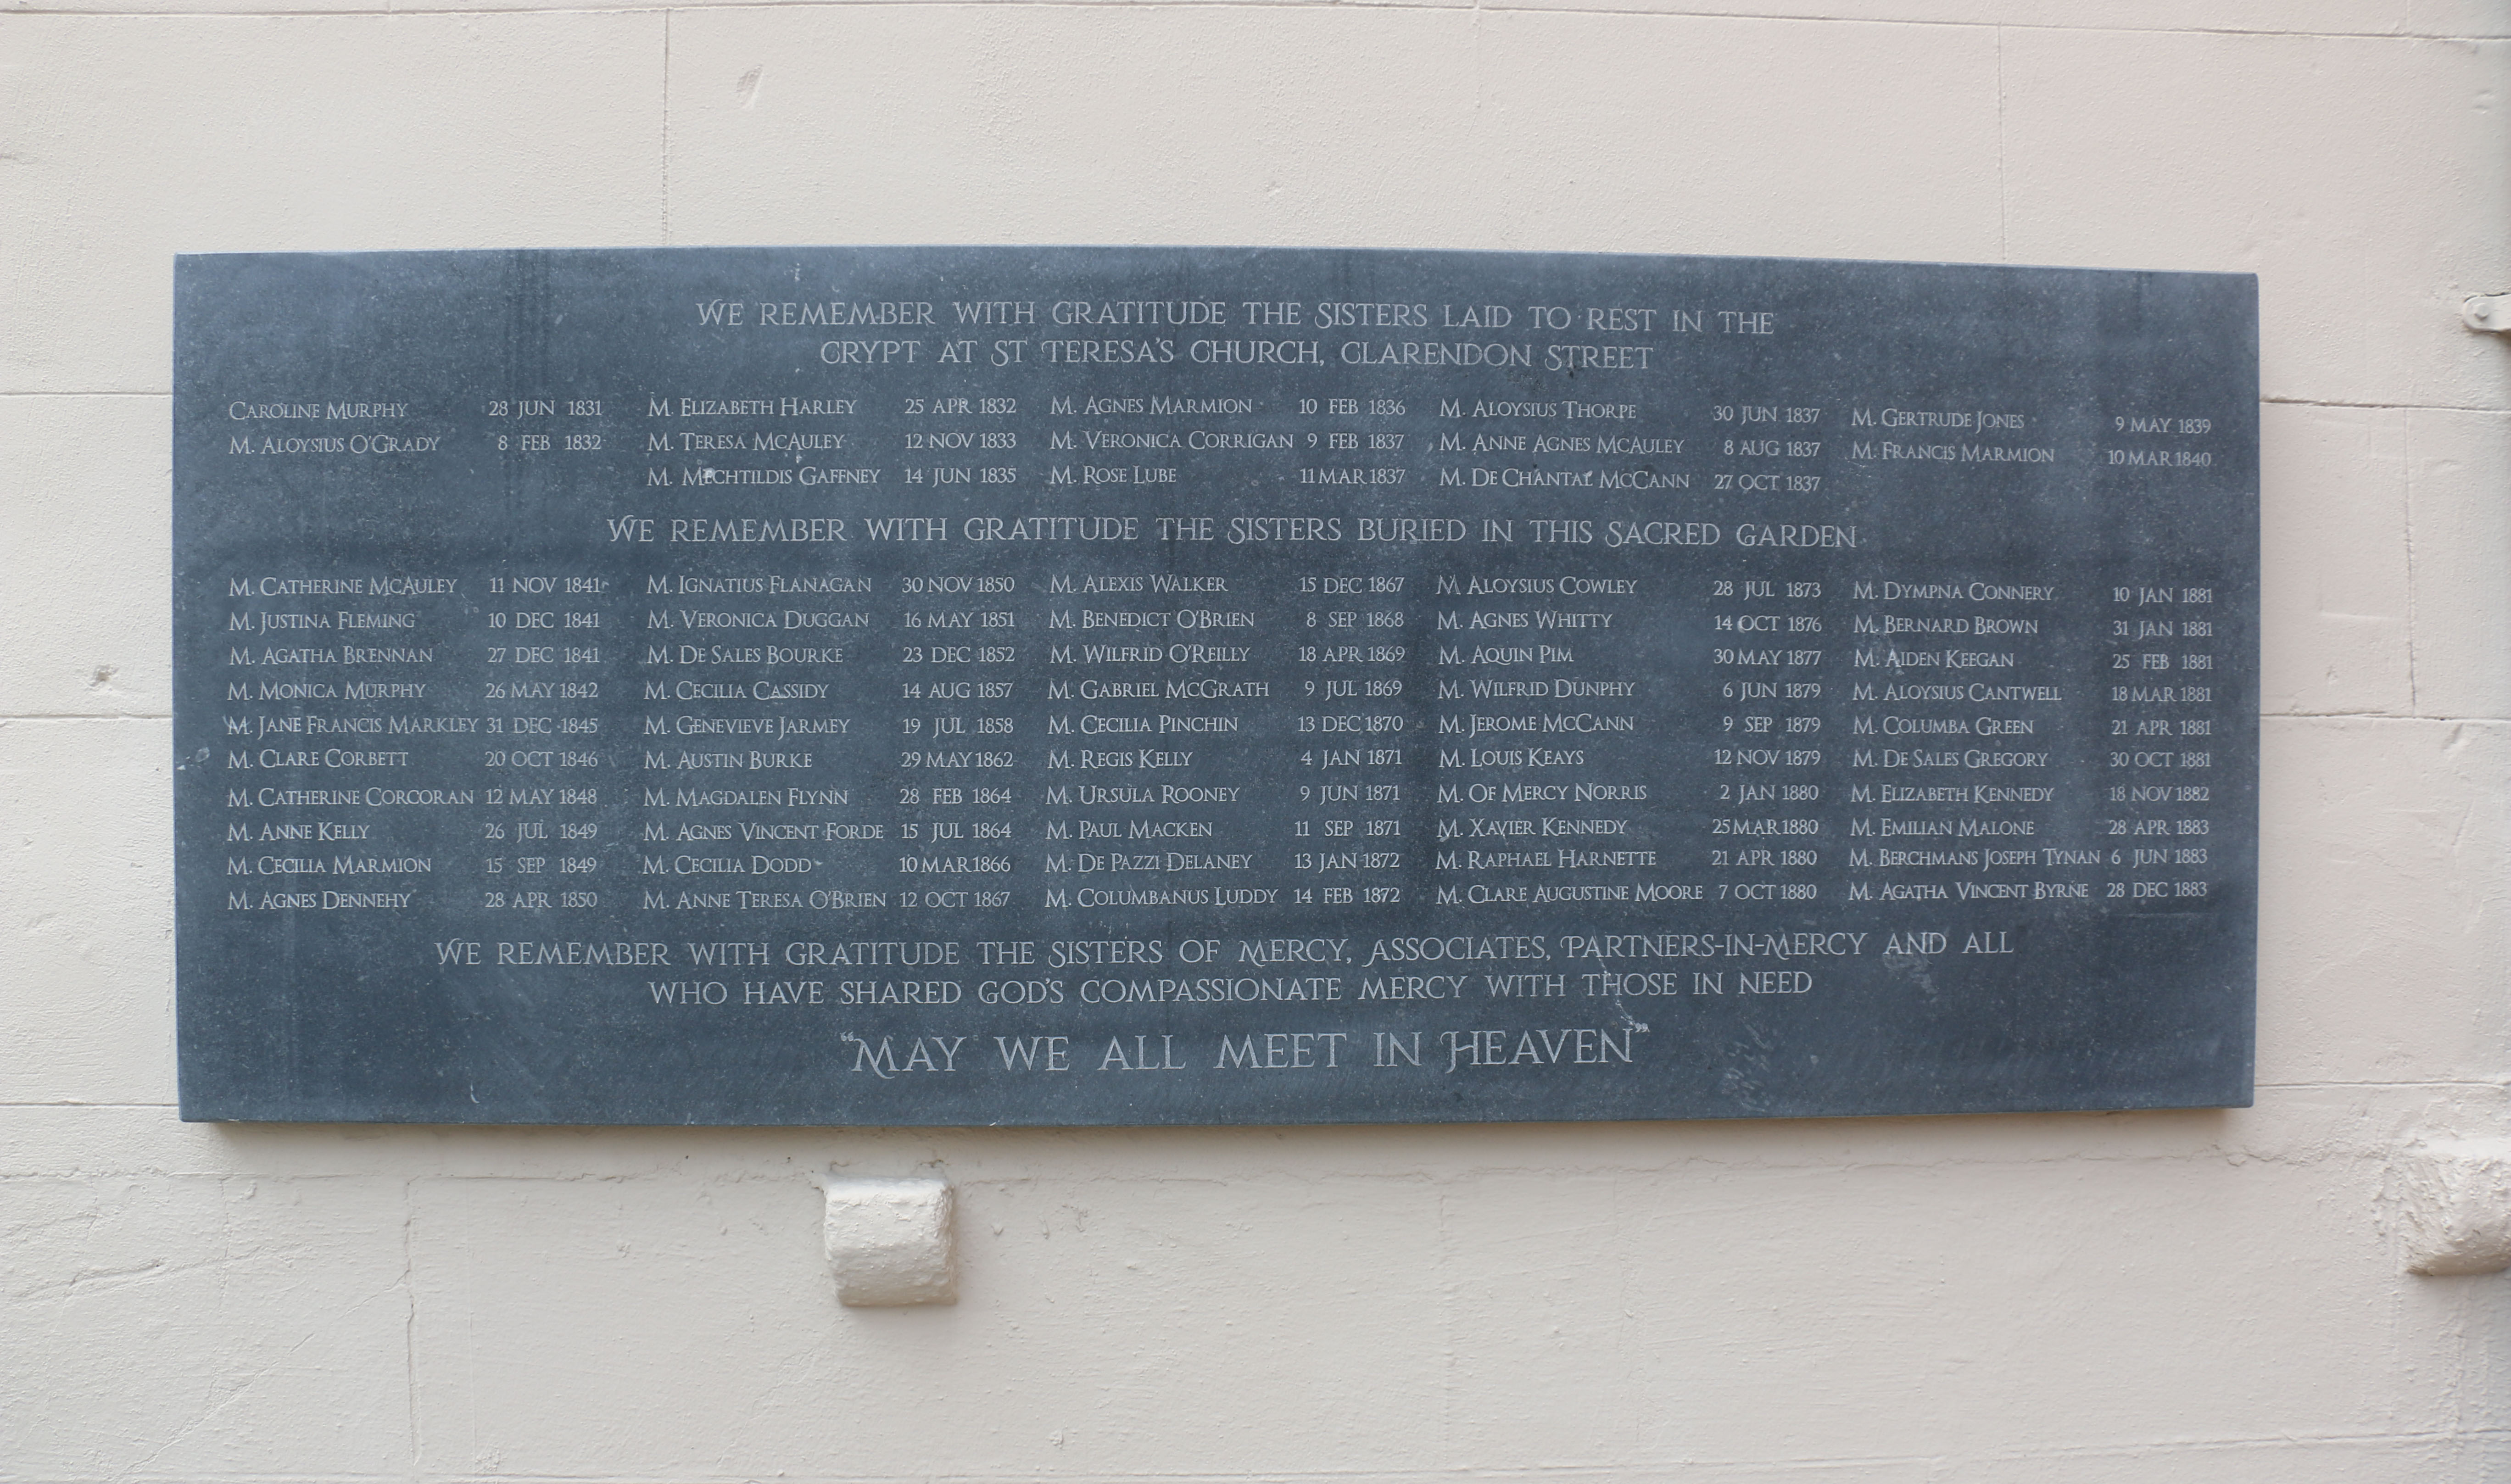 WE REMEMBER WITH GRATITUDE THE SISTERS LAID TO REST IN THE
CRYPT AT ST TERESA'S CHURCH, CLARENDON STREET
CAROLINE MURPHY 28 JUN 1831 M. ELIZABETH HARLEY 25 APR 1832 M. AGNES MARMION 10 FEB 1836 M. ALOYSIUS THORPE 30 JUN 1837 M. GERTRUDE JONES 9 MAY 1839
M. ALOYSIUS O'GRADY 8 FEB 1832 M. TERESA MCAULEY 12 NOV 1833 M. VERONICA CORRIGAN 9 FEB 1837 M. ANNE AGNES MCAULEY 8 AUG 1837 M. FRANCIS MARMION 10 MAR 1840
M. MECHTILDIS GAFFNEY 14 JUN 1835 M. ROSE LUBE 11 MAR 1837 M. DE CHANTAL MCCANN 27 OCT 1837
WE REMEMBER WITH GRATITUDE THE SISTERS BURIED IN THIS SACRED GARDEN
M. CATHERINE MCAULEY 11 NOV 1841 M. IGNATIUS FLANAGAN 30 NOV 1850 M. ALEXIS WALKER 15 DEC 1867 M. ALOYSIUS COWLEY 28 JUL 1873 M. DYMPNA CONNERY 10 JAN 1881
M. JUSTINA FLEMING 10 DEC 1841 M. VERONICA DUGGAN 16 MAY 1851 M. BENEDICT O'BRIEN 8 SEP 1868 M. AGNES WHITTY 14 OCT 1876 M. BERNARD BROWN 31 JAN 1881
M. AGATHA BRENNAN 27 DEC 1841 M. DE SALES BOURKE 23 DEC 1852 M. WILFRID O'REILLY 18 APR 1869 M. AQUIN PIM 30 MAY 1877 M. AIDEN KEEGAN 25 FEB 1881
M. MONICA MURPHY 26 MAY 1842 M. CECILIA CASSIDY 14 AUG 1857 M. GABRIEL MCGRATH 9 JUL 1869 M. WILFRID DUNPHY 6 JUN 1879 M. ALOYSIUS CANTWELL 18 MAR 1881
M. JANE FRANCIS MARKLEY 31 DEC 1845 M. GENEVIEVE JARMEY 19 JUL 1858 M. CECILIA PINCHIN 13 DEC 1870 M. JEROME MCCANN 9 SEP 1879 M. COLUMBA GREEN 21 APR 1881
M. CLARE CORBETT 20 OCT 1846 M. AUSTIN BURKE 29 MAY 1862 M. REGIS KELLY 4 JAN 1871 M. LOUIS KEAYS 12 NOV 1879 M. DE SALES GREGORY 30 OCT 1881
M. CATHERINE CORCORAN 12 MAY 1848 M. MAGDALEN FLYNN 28 FEB 1864 M. URSULA ROONEY 9 JUN 1871 M. OF MERCY NORRIS 2 JAN 1880 M. ELIZABETH KENNEDY 18 NOV 1882
M. ANNE KELLY 26 JUL 1849 M. AGNES VINCENT FORDE 15 JUL 1864 M. PAUL MACKEN 11 SEP 1871 M. XAVIER KENNEDY 25 MAR 1880 M. EMILIAN MALONE 28 APR 1883
M. CECILIA MARMION 15 SEP 1849 M. CECILIA DODD 10 MAR 1866 M. DE PAZZI DELANEY 13 JAN 1872 M. RAPHAEL HARNETTE 21 APR 1880 M. BERCHMANS JOSEPH TYNAN 6 JUN 1883
M. AGNES DENNEHY 28 APR 1850 M. ANNE TERESA O'BRIEN 12 OCT 1867 M. COLUMBANUS LUDDY 14 FEB 1872 M. CLARE AUGUSTINE MOORE 7 OCT 1880 M. AGATHA VINCENT BYRNE 28 DEC 1883
WE REMEMBER WITH GRATITUDE THE SISTERS OF MERCY, ASSOCIATES, PARTNERS-IN-MERCY AND ALL
WHO HAVE SHARED GOD'S COMPASSIONATE MERCY WITH THOSE IN NEED
"MAY WE ALL MEET IN HEAVEN"